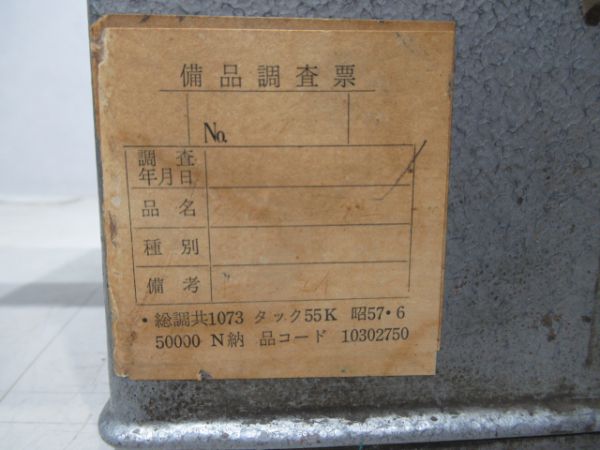 備品調査票
No.
調査
年月日
品名
種別
備考
・総調共1073 タック55K 昭57・6
50000 N納 品コード 10302750